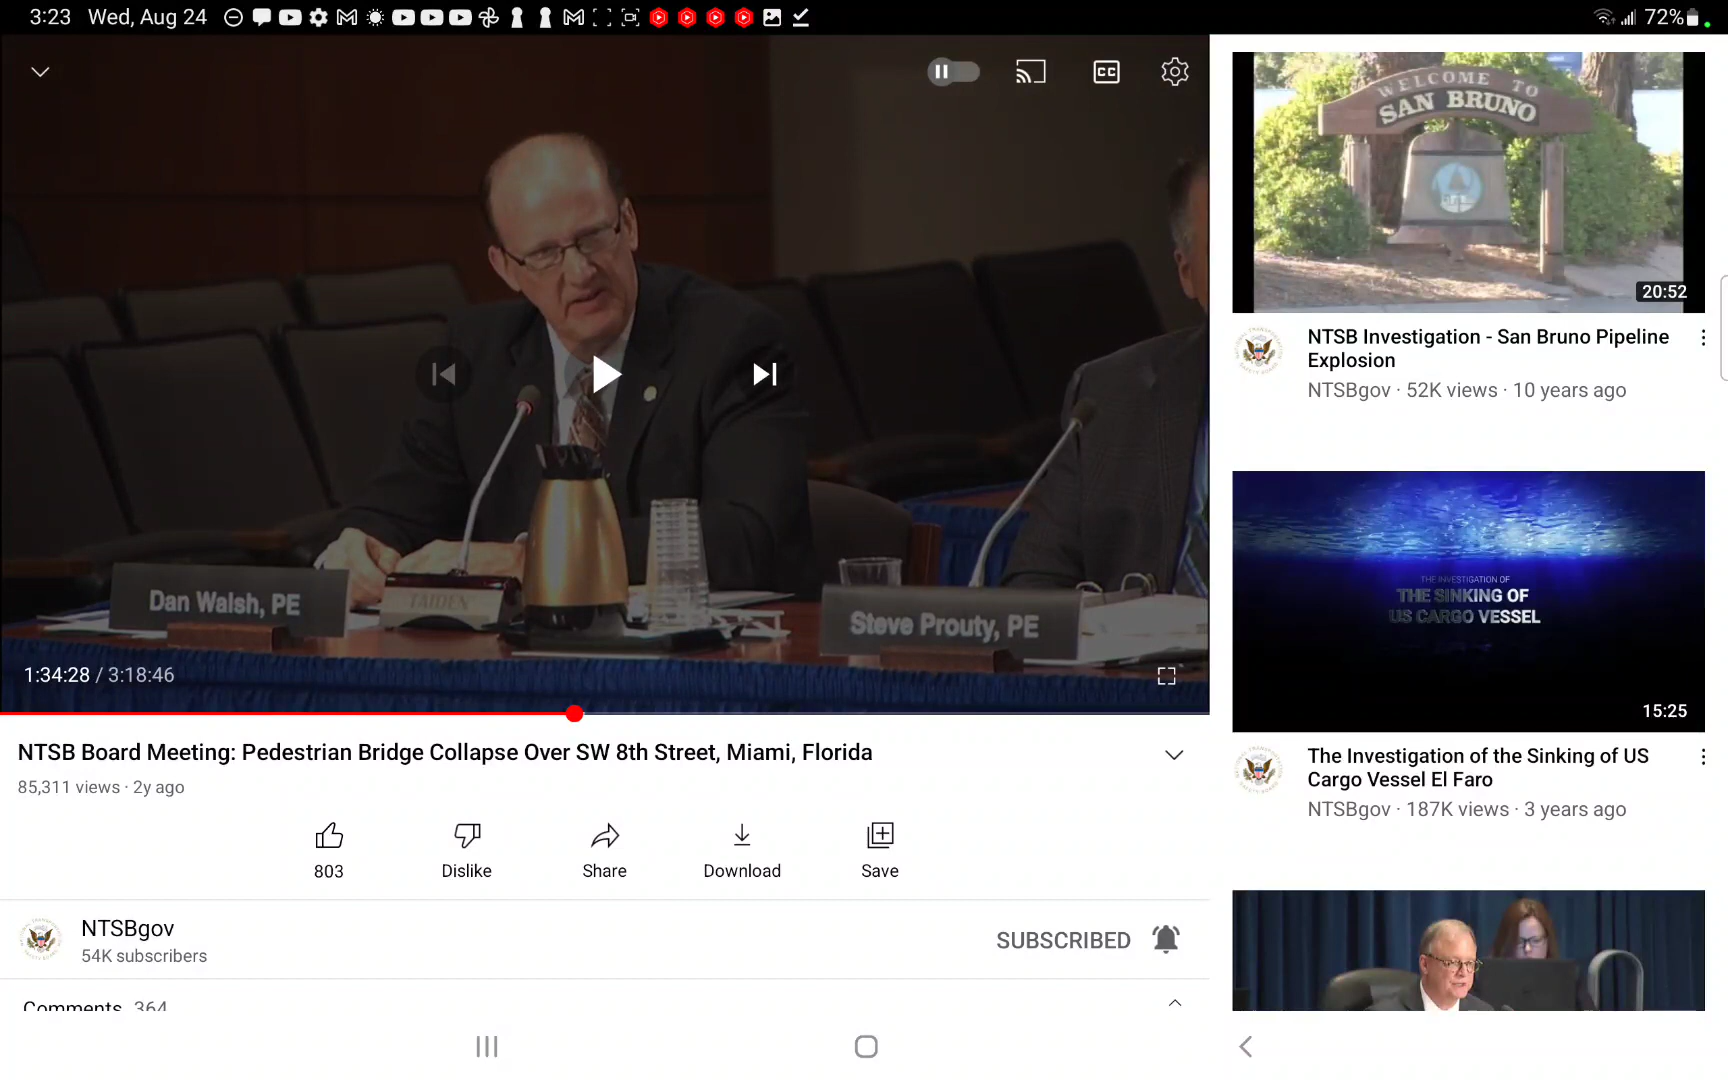 3:23 Wed, Aug 24
72%
WELCOME TO
SAN BRUNO
20:52
NTSB Investigation - San Bruno Pipeline
Explosion
NTSBgov · 52K views · 10 years ago
Dan Walsh, PE
TAIDEN
Steve Prouty, PE
1:34:28 / 3:18:46
THE INVESTIGATION OF
THE SINKING OF
US CARGO VESSEL
15:25
The Investigation of the Sinking of US
Cargo Vessel El Faro
NTSBgov · 187K views · 3 years ago
NTSB Board Meeting: Pedestrian Bridge Collapse Over SW 8th Street, Miami, Florida
85,311 views · 2y ago
803
Dislike
Share
Download
Save
NTSBgov
54K subscribers
SUBSCRIBED
Comments 364